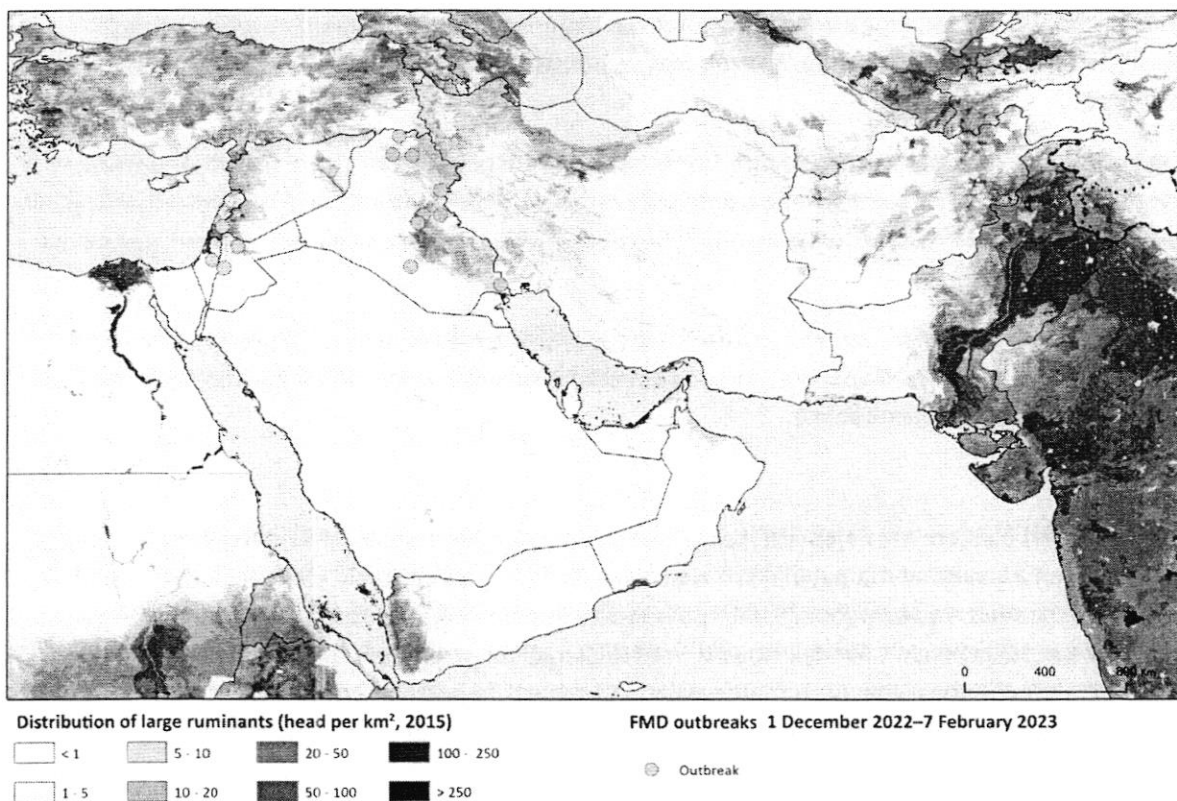 0 400 800 Km
Distribution of large ruminants (head per km², 2015)
FMD outbreaks 1 December 2022–7 February 2023
< 1
5 - 10
20 - 50
100 - 250
Outbreak
1 - 5
10 - 20
50 - 100
> 250